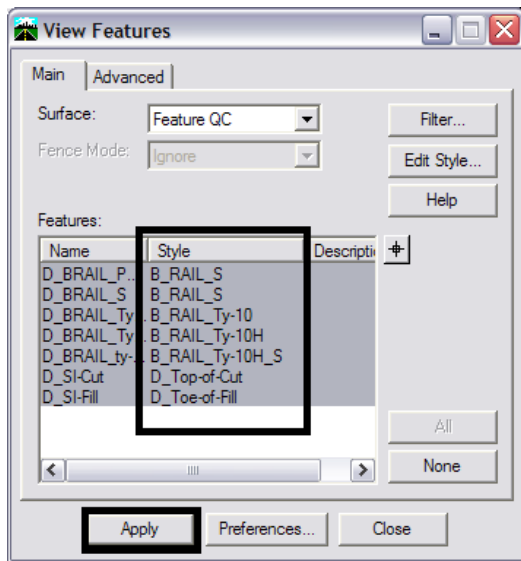 View Features
Main Advanced
Surface: Feature QC Filter...
Fence Mode: Ignore Edit Style...
Help
Features:
Name Style Descripti
D_BRAIL_P... B_RAIL_S
D_BRAIL_S B_RAIL_S
D_BRAIL_Ty... B_RAIL_Ty-10
D_BRAIL_Ty... B_RAIL_Ty-10H
D_BRAIL_ty-... B_RAIL_Ty-10H_S
D_SI-Cut D_Top-of-Cut
D_SI-Fill D_Toe-of-Fill
All
None
Apply Preferences... Close